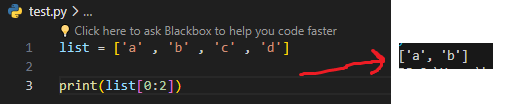 test.py > ...
Click here to ask Blackbox to help you code faster
1 list = ['a' , 'b' , 'c' , 'd']
2
3 print(list[0:2])
['a', 'b']